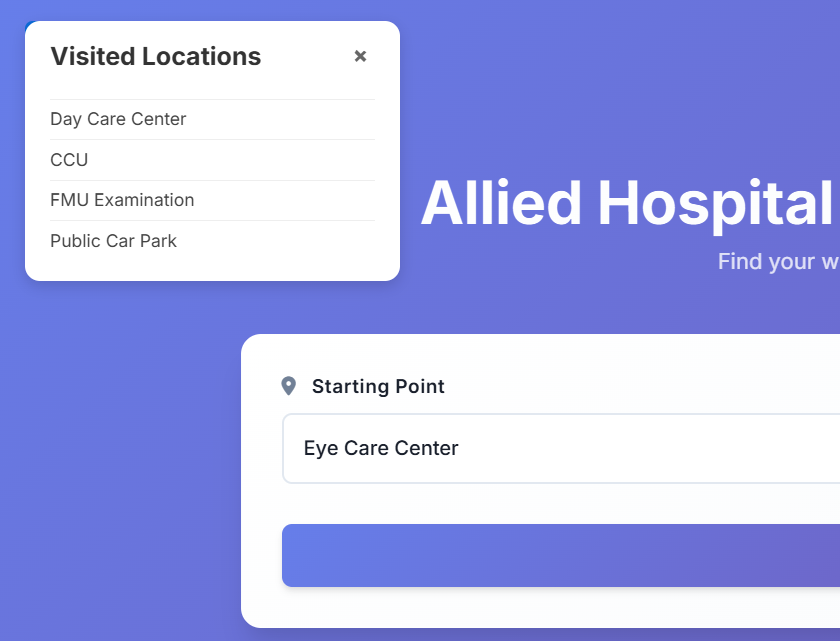 Visited Locations
Day Care Center
CCU
FMU Examination
Public Car Park
Allied Hospital
Find your w
Starting Point
Eye Care Center